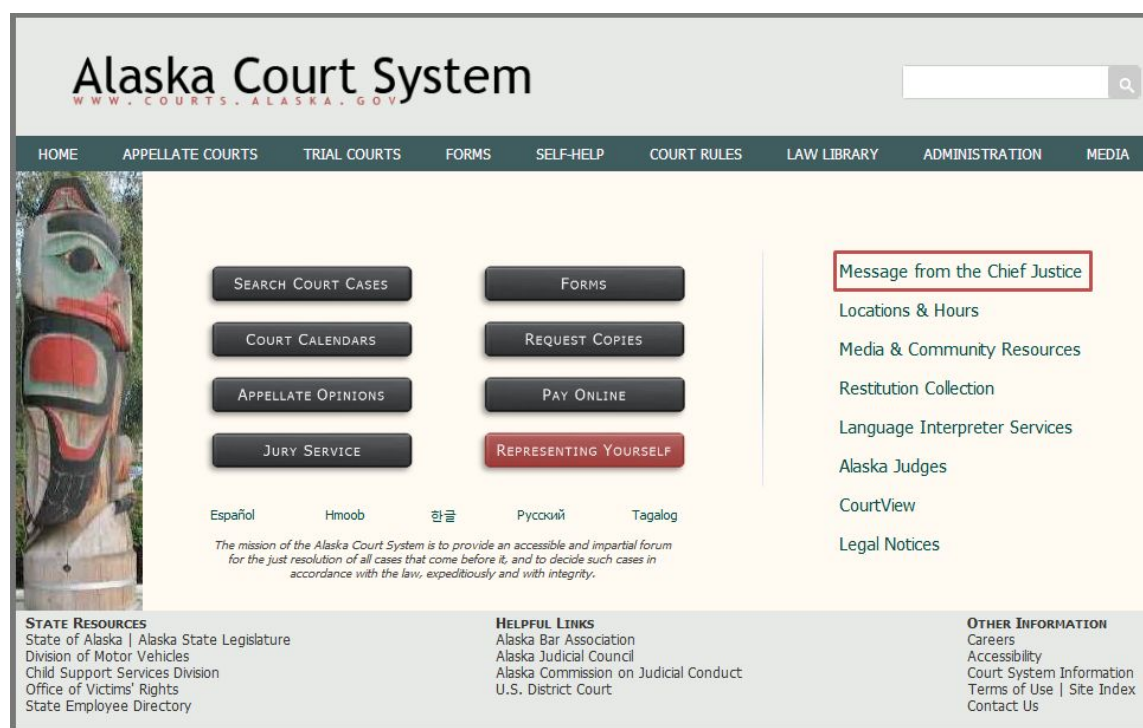 Alaska Court System
WWW.COURTS.ALASKA.GOV
HOME APPELLATE COURTS TRIAL COURTS FORMS SELF-HELP COURT RULES LAW LIBRARY ADMINISTRATION MEDIA
SEARCH COURT CASES
COURT CALENDARS
APPELLATE OPINIONS
JURY SERVICE
FORMS
REQUEST COPIES
PAY ONLINE
REPRESENTING YOURSELF
Español Hmoob 한글 Русский Tagalog
The mission of the Alaska Court System is to provide an accessible and impartial forum
for the just resolution of all cases that come before it, and to decide such cases in
accordance with the law, expeditiously and with integrity.
Message from the Chief Justice
Locations & Hours
Media & Community Resources
Restitution Collection
Language Interpreter Services
Alaska Judges
CourtView
Legal Notices
STATE RESOURCES
State of Alaska | Alaska State Legislature
Division of Motor Vehicles
Child Support Services Division
Office of Victims' Rights
State Employee Directory
HELPFUL LINKS
Alaska Bar Association
Alaska Judicial Council
Alaska Commission on Judicial Conduct
U.S. District Court
OTHER INFORMATION
Careers
Accessibility
Court System Information
Terms of Use | Site Index
Contact Us